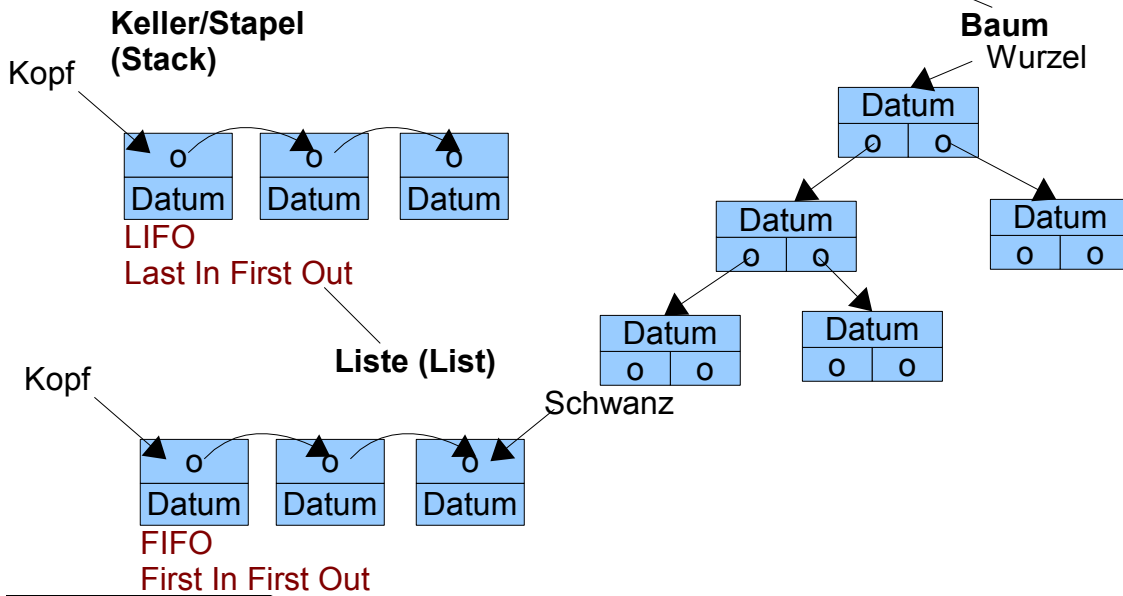 Keller/Stapel
(Stack)
Kopf
o o o
Datum Datum Datum
LIFO
Last In First Out
Baum
Wurzel
Datum
o o
Datum Datum
o o o o
Datum Datum
o o o o
Liste (List)
Kopf
Schwanz
o o o
Datum Datum Datum
FIFO
First In First Out